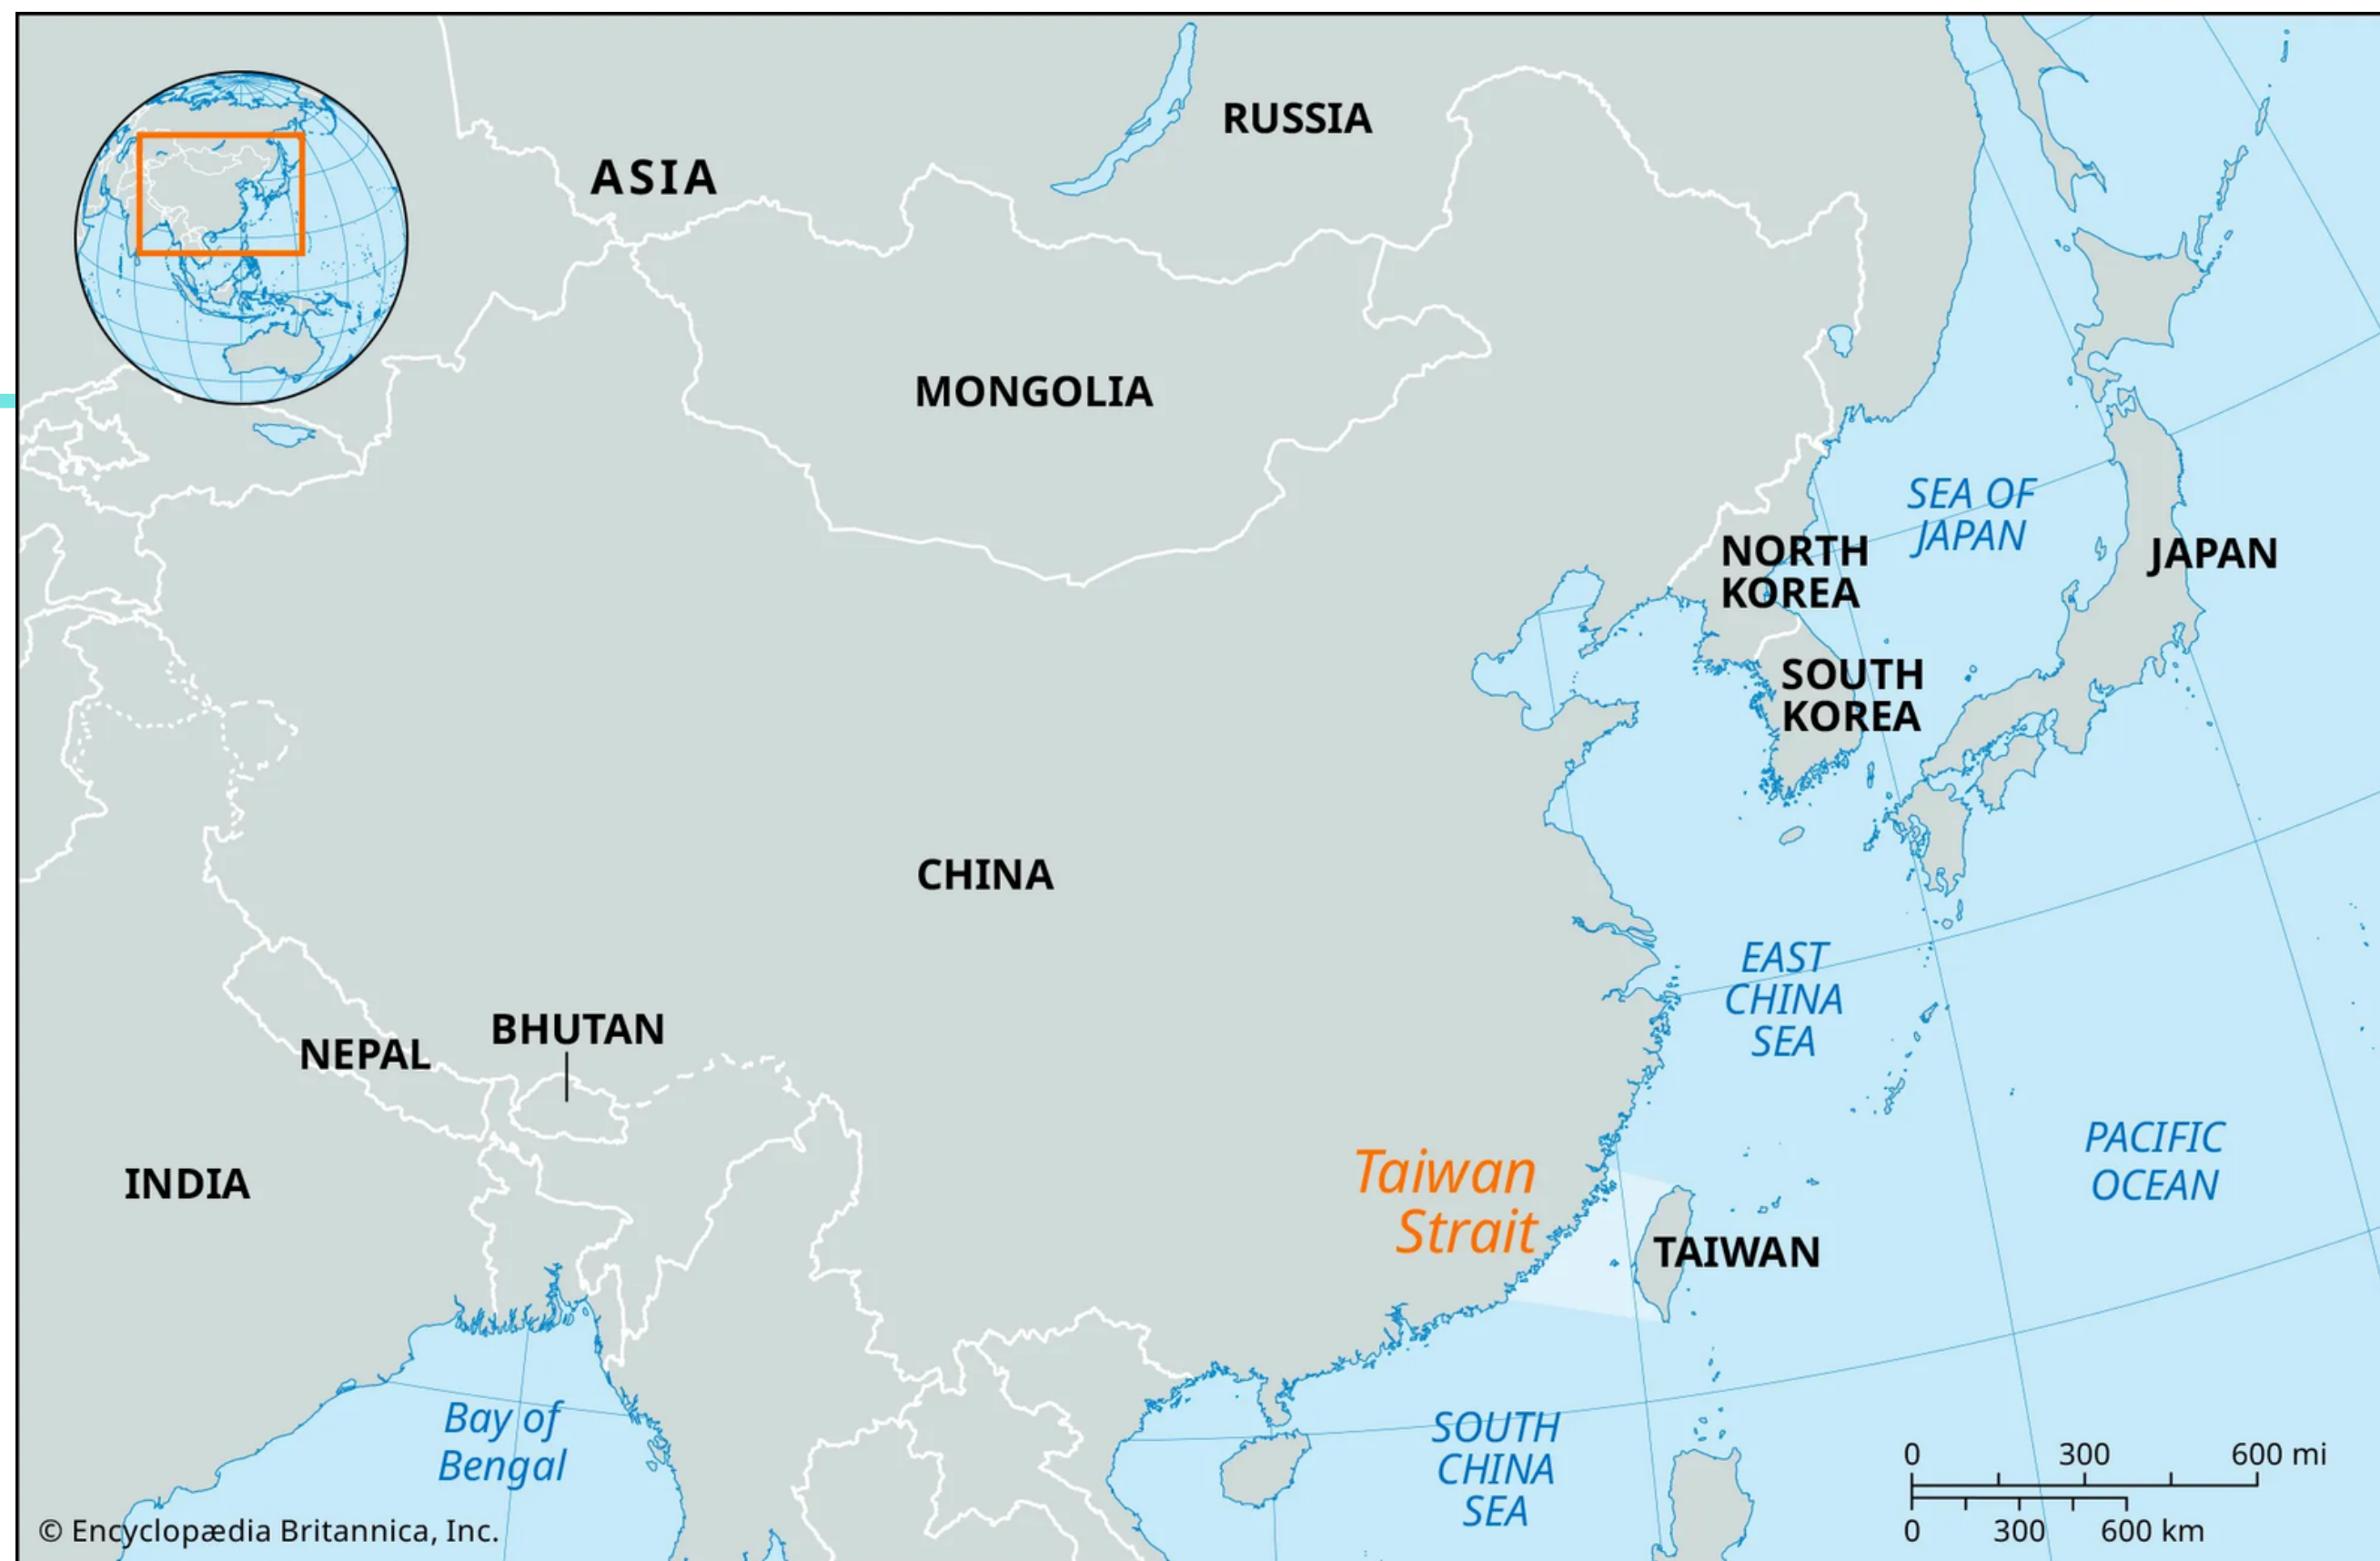 RUSSIA
ASIA
MONGOLIA
SEA OF
JAPAN
NORTH
KOREA
JAPAN
SOUTH
KOREA
CHINA
EAST
CHINA
SEA
BHUTAN
NEPAL
PACIFIC
OCEAN
INDIA
Taiwan
Strait
TAIWAN
Bay of
Bengal
SOUTH
CHINA
SEA
0 300 600 mi
0 300 600 km
© Encyclopædia Britannica, Inc.